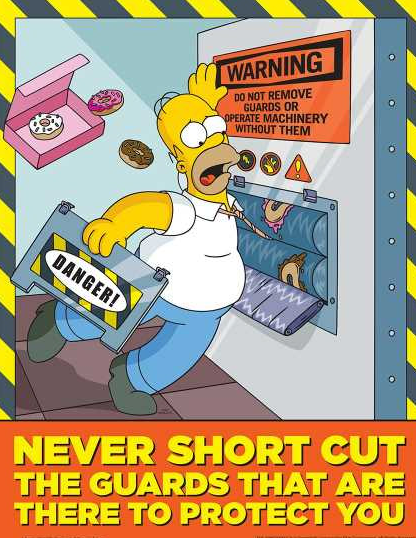 WARNING
DO NOT REMOVE
GUARDS OR
OPERATE MACHINERY
WITHOUT THEM
DANGER!
NEVER SHORT CUT
THE GUARDS THAT ARE
THERE TO PROTECT YOU